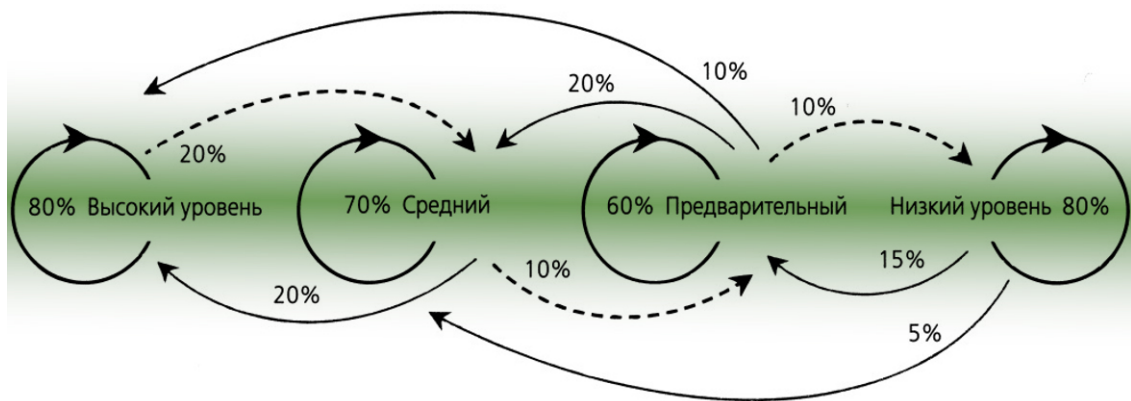 10%
20%
10%
20%
80% Высокий уровень
70% Средний
60% Предварительный
Низкий уровень 80%
10%
15%
20%
5%